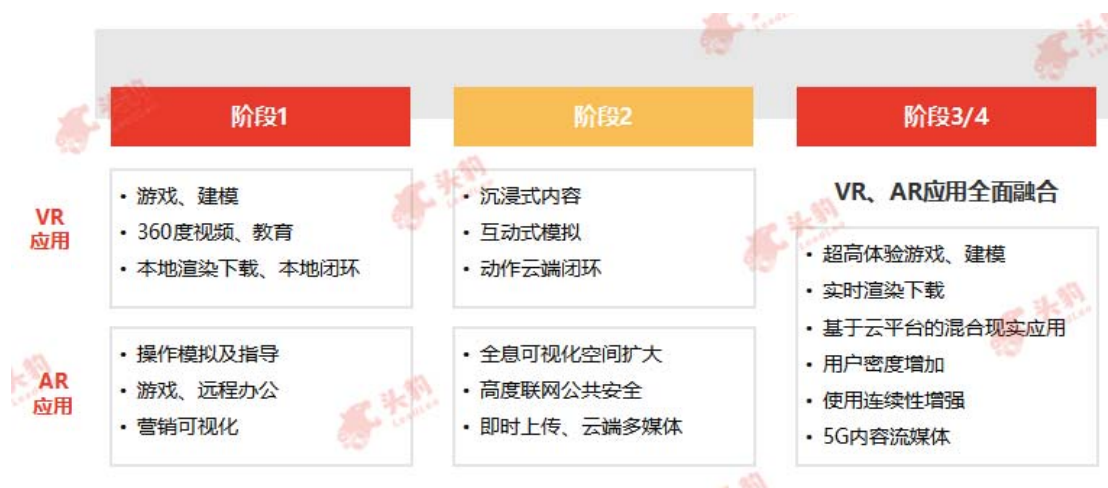 阶段1
阶段2
阶段3/4
VR
应用
• 游戏、建模
• 360度视频、教育
• 本地渲染下载、本地闭环
• 沉浸式内容
• 互动式模拟
• 动作云端闭环
VR、AR应用全面融合
• 超高体验游戏、建模
• 实时渲染下载
• 基于云平台的混合现实应用
• 用户密度增加
• 使用连续性增强
• 5G内容流媒体
AR
应用
• 操作模拟及指导
• 游戏、远程办公
• 营销可视化
• 全息可视化空间扩大
• 高度联网公共安全
• 即时上传、云端多媒体
头豹
LeadLeo